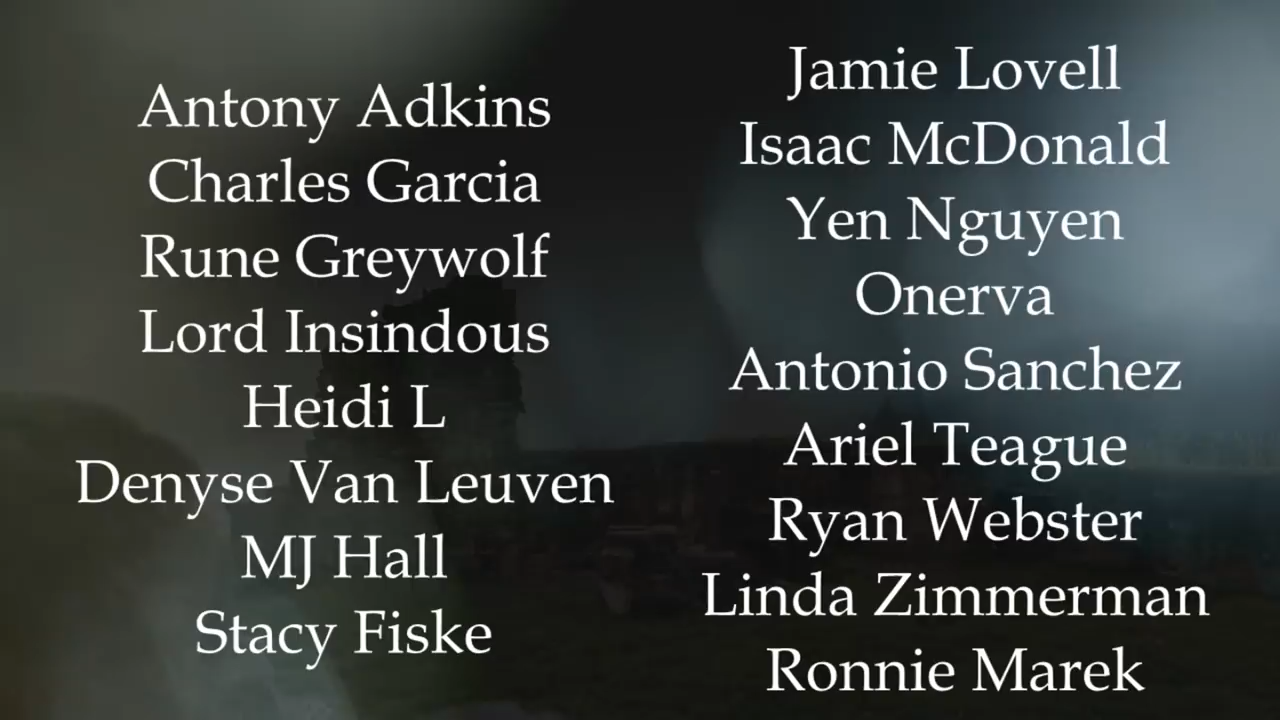 Antony Adkins
Charles Garcia
Rune Greywolf
Lord Insindous
Heidi L
Denyse Van Leuven
MJ Hall
Stacy Fiske
Jamie Lovell
Isaac McDonald
Yen Nguyen
Onerva
Antonio Sanchez
Ariel Teague
Ryan Webster
Linda Zimmerman
Ronnie Marek